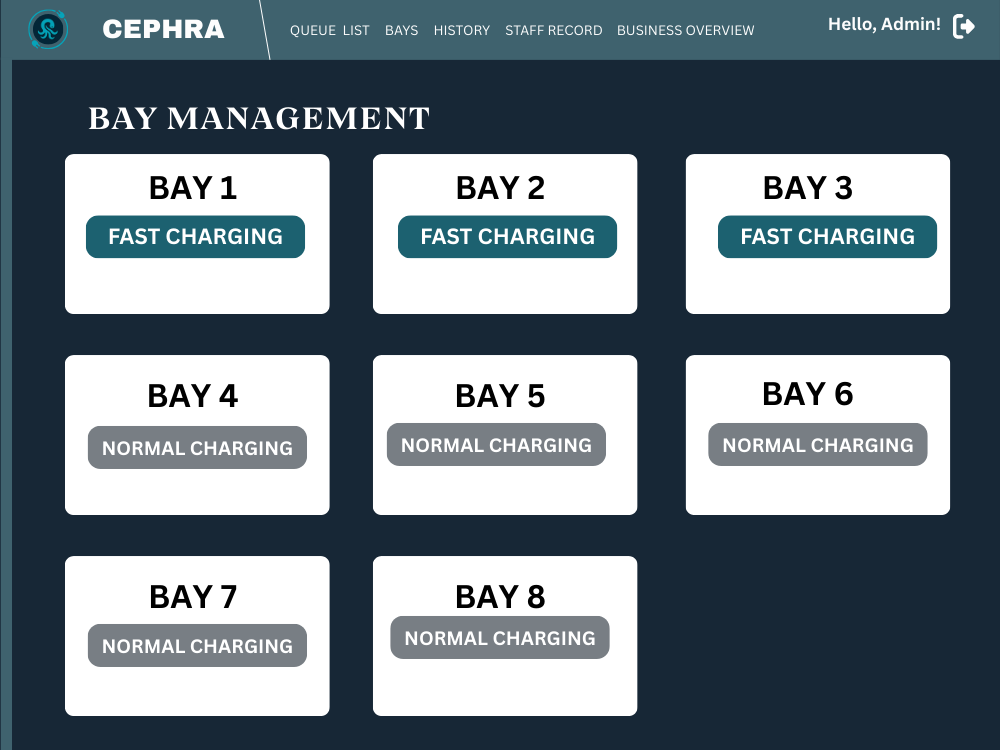 CEPHRA
QUEUE LIST BAYS HISTORY STAFF RECORD BUSINESS OVERVIEW
Hello, Admin!
BAY MANAGEMENT
BAY 1
FAST CHARGING
BAY 2
FAST CHARGING
BAY 3
FAST CHARGING
BAY 4
NORMAL CHARGING
BAY 5
NORMAL CHARGING
BAY 6
NORMAL CHARGING
BAY 7
NORMAL CHARGING
BAY 8
NORMAL CHARGING